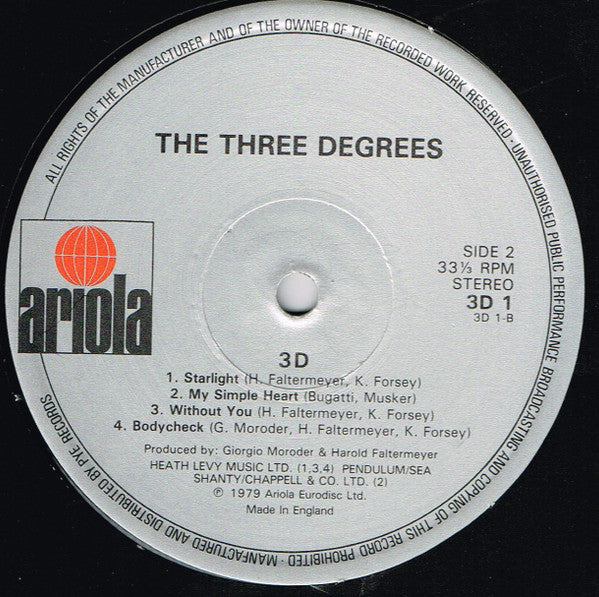 ALL RIGHTS OF THE MANUFACTURER AND OF THE OWNER OF THE RECORDED WORK RESERVED · UNAUTHORISED PUBLIC PERFORMANCE BROADCASTING AND COPYING OF THIS RECORD PROHIBITED · MANUFACTURED AND DISTRIBUTED BY PYE RECORDS
THE THREE DEGREES
ariola
SIDE 2
33⅓ RPM
STEREO
3D 1
3D 1-B
3D
1. Starlight (H. Faltermeyer, K. Forsey)
2. My Simple Heart (Bugatti, Musker)
3. Without You (H. Faltermeyer, K. Forsey)
4. Bodycheck (G. Moroder, H. Faltermeyer, K. Forsey)
Produced by: Giorgio Moroder & Harold Faltermeyer
HEATH LEVY MUSIC LTD. (1,3,4) PENDULUM/SEA
SHANTY/CHAPPELL & CO. LTD. (2)
℗ 1979 Ariola Eurodisc Ltd.
Made in England